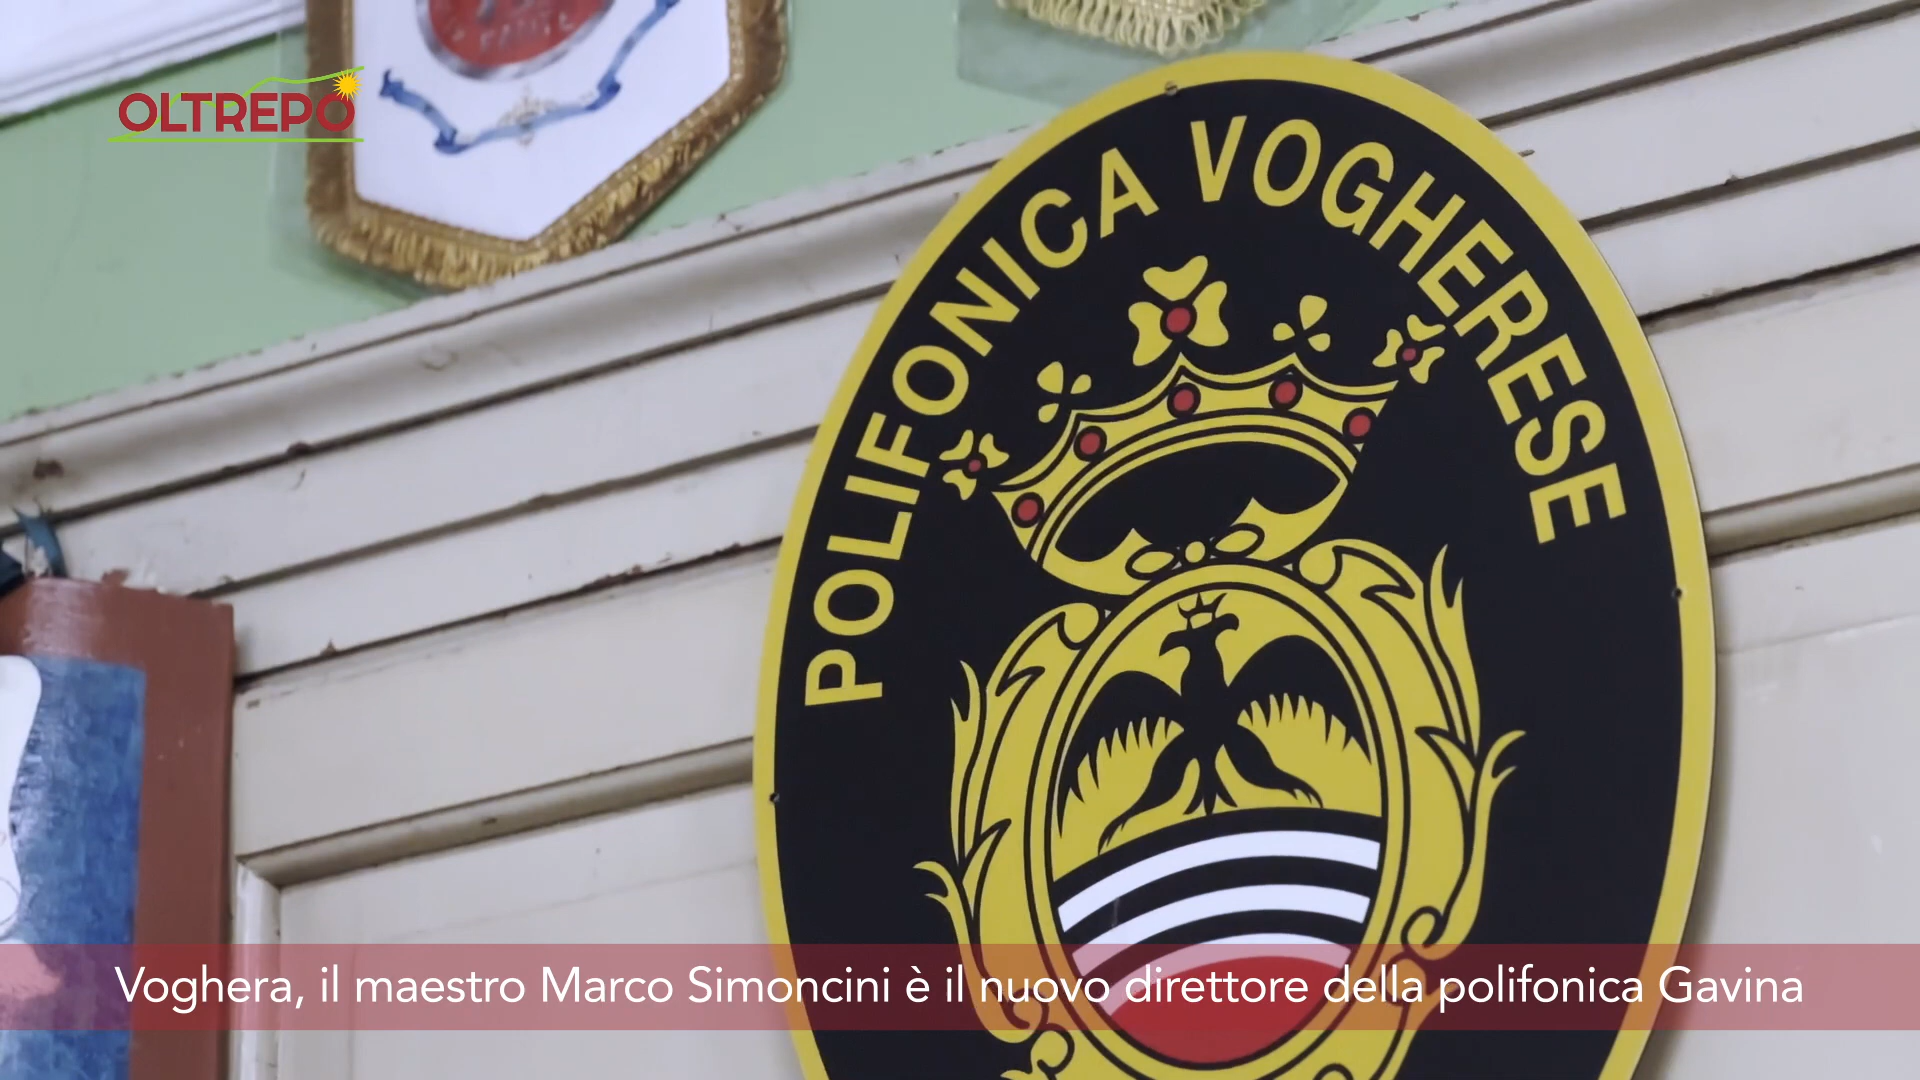 OLTREPO
POLIFONICA VOGHERESE
Voghera, il maestro Marco Simoncini è il nuovo direttore della polifonica Gavina